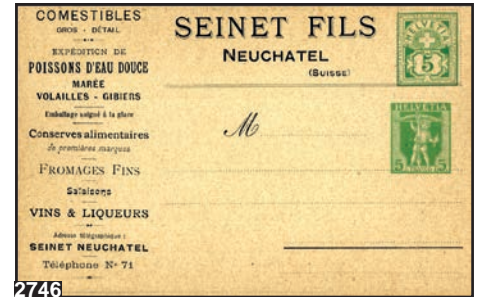 COMESTIBLES
GROS - DÉTAIL
EXPÉDITION DE
POISSONS D'EAU DOUCE
MARÉE
VOLAILLES - GIBIERS
Emballage soigné à la glace
Conserves alimentaires
de premières marques
FROMAGES FINS
Salaisons
VINS & LIQUEURS
Adresse télégraphique :
SEINET NEUCHATEL
Téléphone No 71
SEINET FILS
NEUCHATEL
(SUISSE)
HELVETIA
5
M
HELVETIA
5 5
2746